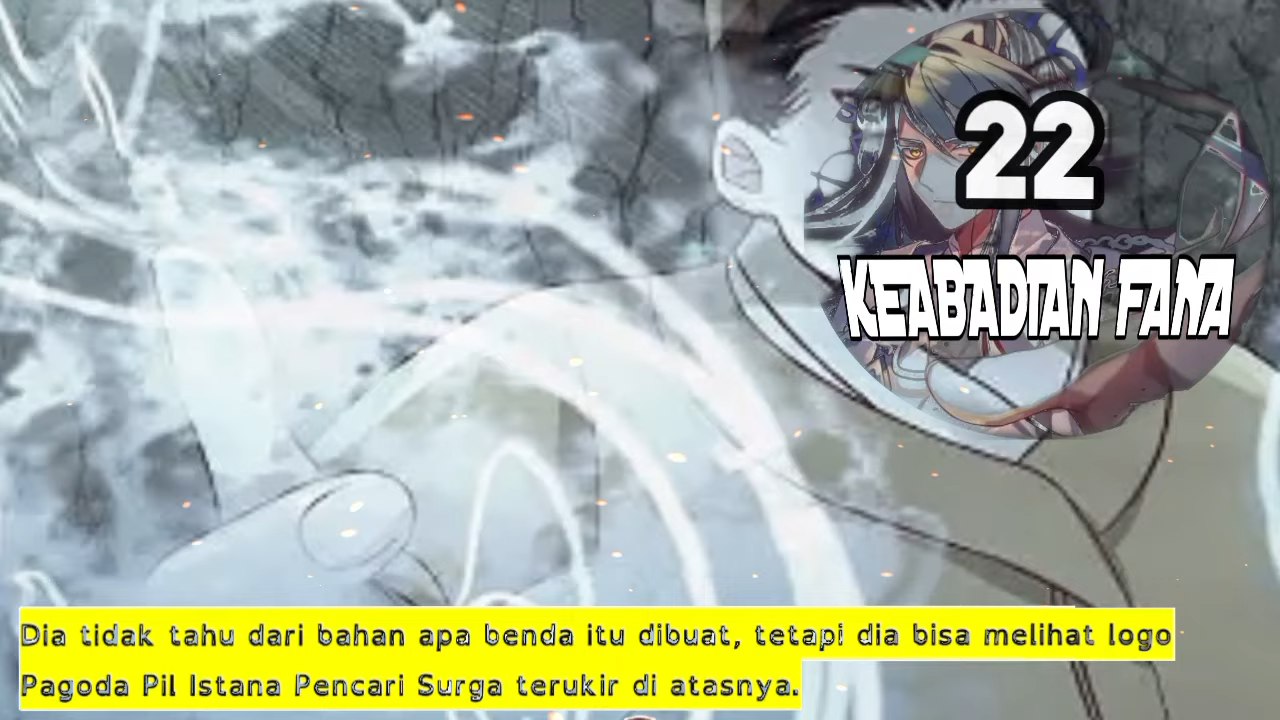 22
KEABADIAN FANA
Dia tidak tahu dari bahan apa benda itu dibuat, tetapi dia bisa melihat logo
Pagoda Pil Istana Pencari Surga terukir di atasnya.